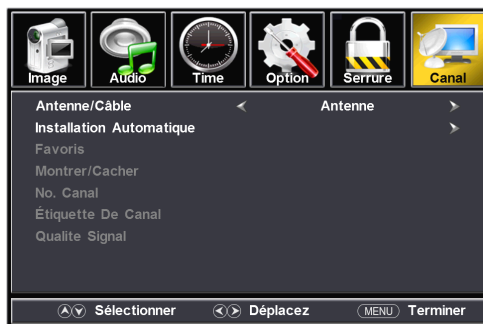 Image Audio Time Option Serrure Canal
Antenne/Câble Antenne
Installation Automatique
Favoris
Montrer/Cacher
No. Canal
Étiquette De Canal
Qualite Signal
Sélectionner Déplacez MENU Terminer